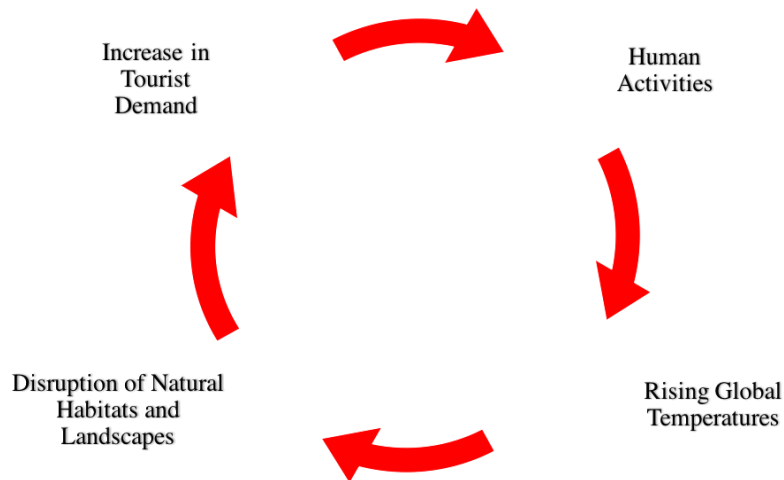 Increase in
Tourist
Demand
Human
Activities
Rising Global
Temperatures
Disruption of Natural
Habitats and
Landscapes